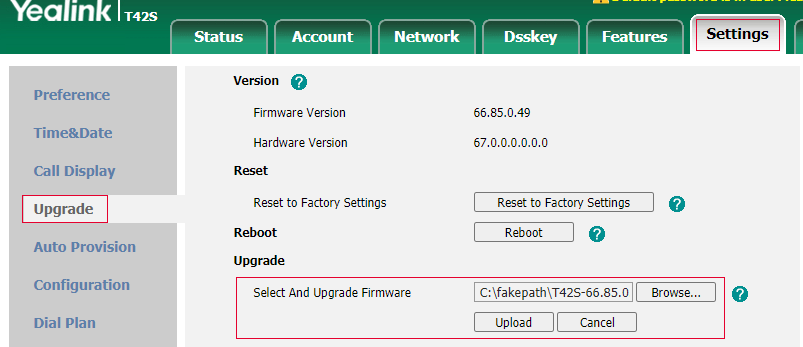 Yealink T42S
Status Account Network Dsskey Features Settings
Preference
Time&Date
Call Display
Upgrade
Auto Provision
Configuration
Dial Plan
Version ?
Firmware Version 66.85.0.49
Hardware Version 67.0.0.0.0.0.0
Reset
Reset to Factory Settings Reset to Factory Settings ?
Reboot Reboot ?
Upgrade
Select And Upgrade Firmware C:\fakepath\T42S-66.85.0 Browse... ?
Upload Cancel